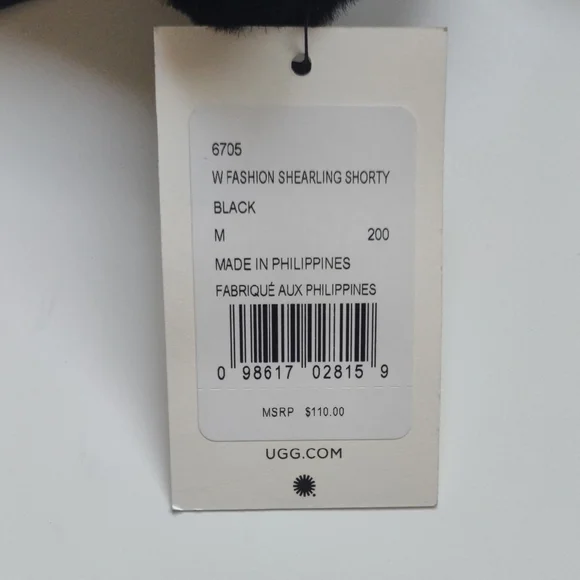 6705
W FASHION SHEARLING SHORTY
BLACK
M 200
MADE IN PHILIPPINES
FABRIQUÉ AUX PHILIPPINES
0 98617 02815 9
MSRP $110.00
UGG.COM